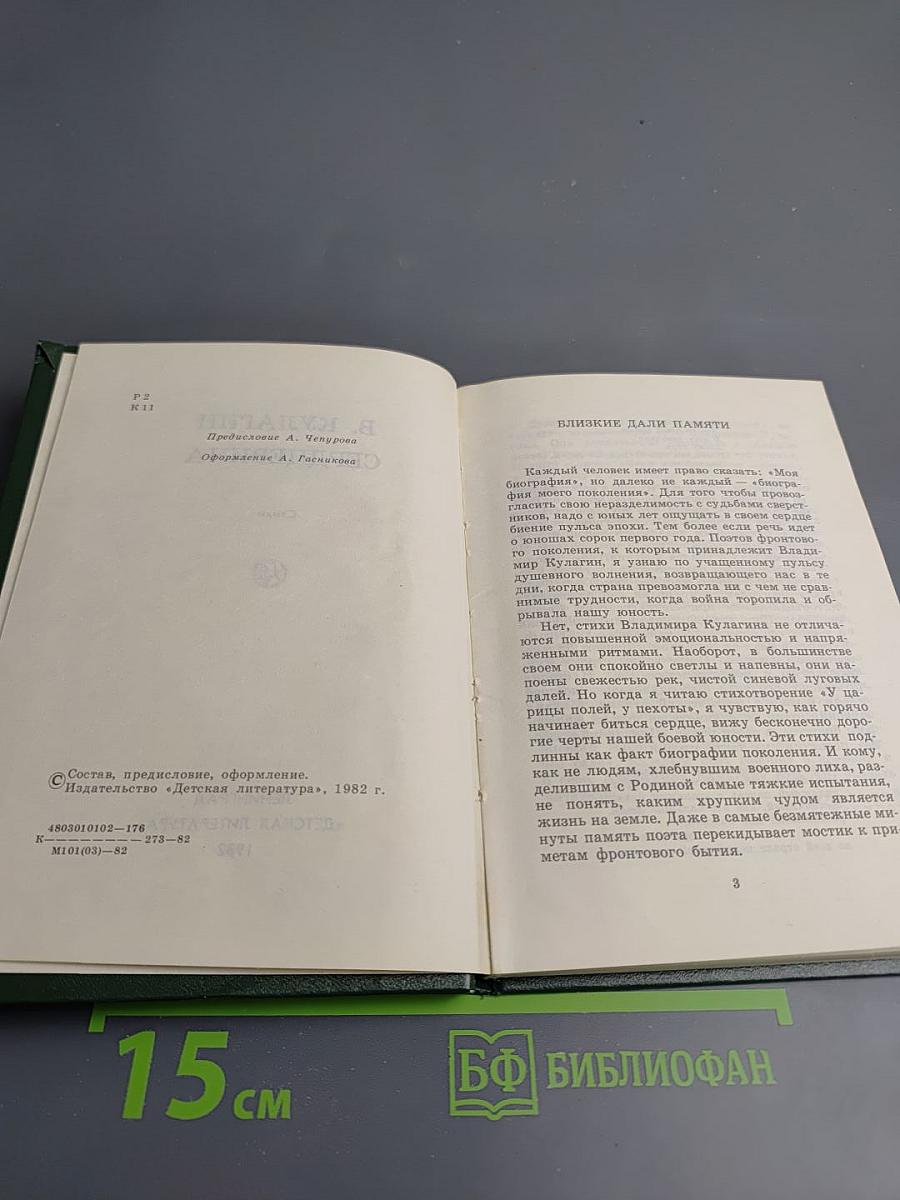 Р 2
К 11
Предисловие А. Чепурова
Оформление А. Гасникова
© Состав, предисловие, оформление.
Издательство «Детская литература», 1982 г.
4803010102—176
К————————273—82
М101(03)—82
БЛИЗКИЕ ДАЛИ ПАМЯТИ
Каждый человек имеет право сказать: «Моя
биография», но далеко не каждый — «биогра-
фия моего поколения». Для того чтобы провоз-
гласить свою неразделимость с судьбами сверст-
ников, надо с юных лет ощущать в своем сердце
биение пульса эпохи. Тем более если речь идет
о юношах сорок первого года. Поэтов фронтово-
го поколения, к которым принадлежит Влади-
мир Кулагин, я узнаю по учащенному пульсу
душевного волнения, возвращающего нас в те
дни, когда страна превозмогла ни с чем не срав-
нимые трудности, когда война торопила и об-
рывала нашу юность.
Нет, стихи Владимира Кулагина не отлича-
ются повышенной эмоциональностью и напря-
женными ритмами. Наоборот, в большинстве
своем они спокойно светлы и напевны, они на-
поены свежестью рек, чистой синевой луговых
далей. Но когда я читаю стихотворение «У ца-
рицы полей, у пехоты», я чувствую, как горячо
начинает биться сердце, вижу бесконечно доро-
гие черты нашей боевой юности. Эти стихи под-
линны как факт биографии поколения. И кому,
как не людям, хлебнувшим военного лиха, раз-
делившим с Родиной самые тяжкие испытания,
не понять, каким хрупким чудом является
жизнь на земле. Даже в самые безмятежные ми-
нуты память поэта перекидывает мостик к при-
метам фронтового бытия.
3
15 см
БФ БИБЛИОФАН